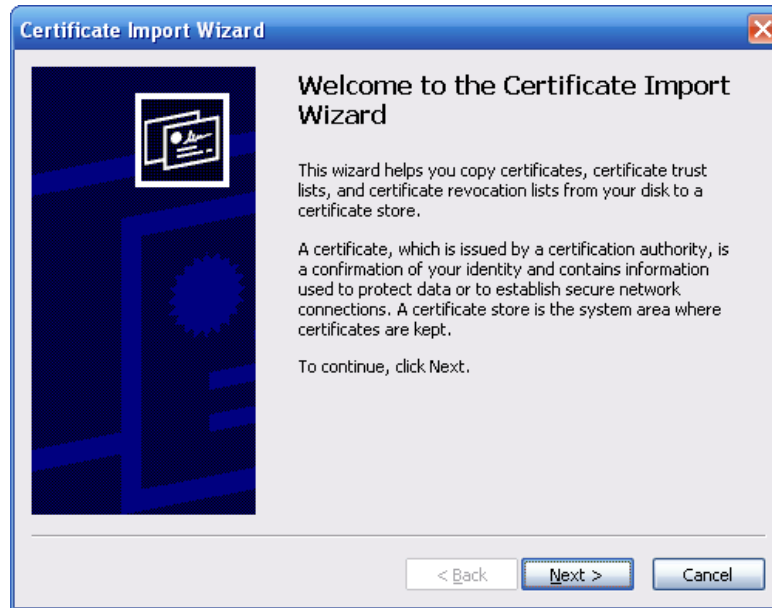 Certificate Import Wizard
Welcome to the Certificate Import
Wizard
This wizard helps you copy certificates, certificate trust
lists, and certificate revocation lists from your disk to a
certificate store.
A certificate, which is issued by a certification authority, is
a confirmation of your identity and contains information
used to protect data or to establish secure network
connections. A certificate store is the system area where
certificates are kept.
To continue, click Next.
< Back
Next >
Cancel